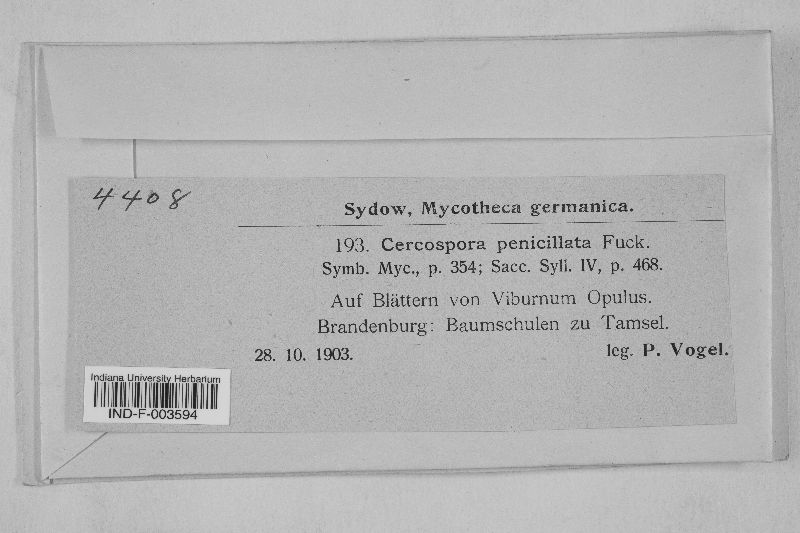 4408
Sydow, Mycotheca germanica.
193. Cercospora penicillata Fuck.
Symb. Myc., p. 354; Sacc. Syll. IV, p. 468.
Auf Blättern von Viburnum Opulus.
Brandenburg: Baumschulen zu Tamsel.
28. 10. 1903. leg. P. Vogel.
Indiana University Herbarium
IND-F-003594